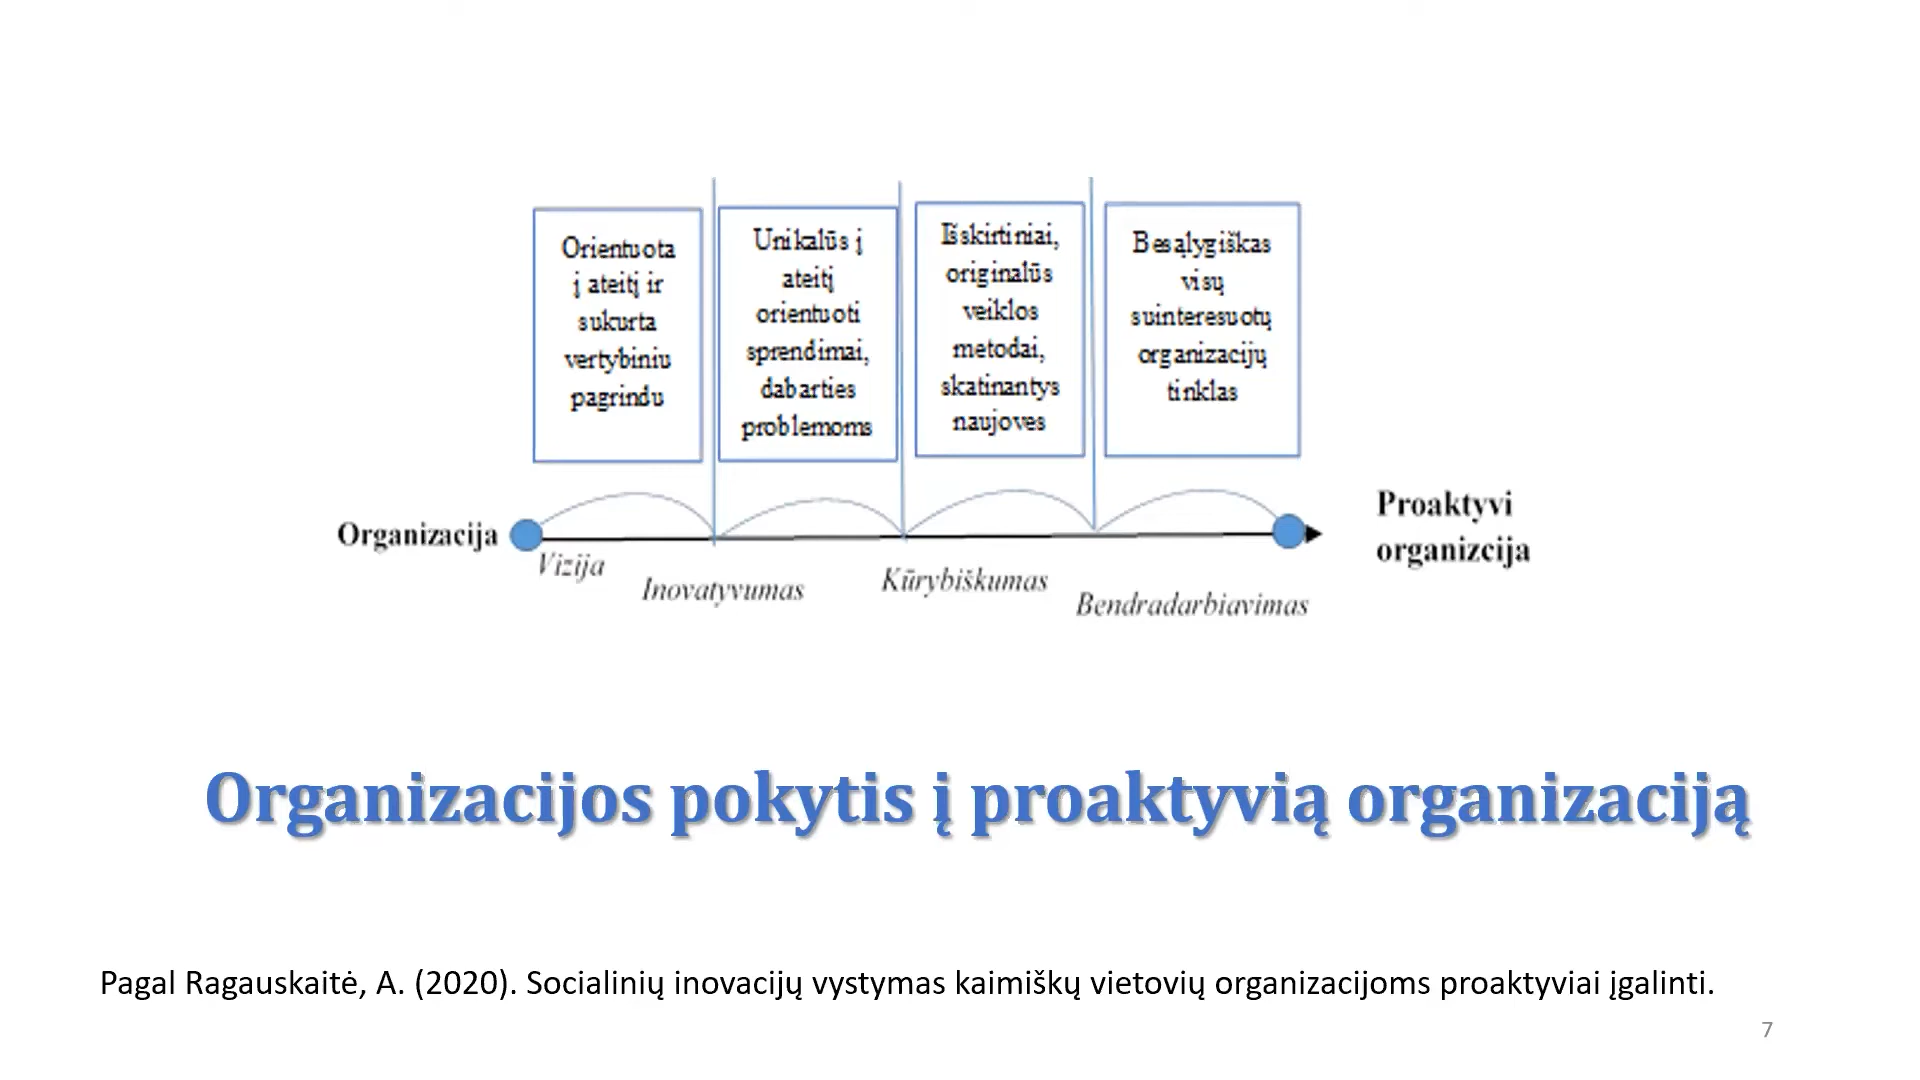 Orientuota
į ateitį ir
sukurta
vertybiniu
pagrindu
Unikalūs į
ateitį
orientuoti
sprendimai,
dabarties
problemoms
Išskirtiniai,
originalūs
veiklos
metodai,
skatinantys
naujoves
Besąlygiškas
visų
suinteresuotų
organizacijų
tinklas
Organizacija
Vizija
Inovatyvumas
Kūrybiškumas
Bendradarbiavimas
Proaktyvi
organizcija
Organizacijos pokytis į proaktyvią organizaciją
Pagal Ragauskaitė, A. (2020). Socialinių inovacijų vystymas kaimiškų vietovių organizacijoms proaktyviai įgalinti.
7